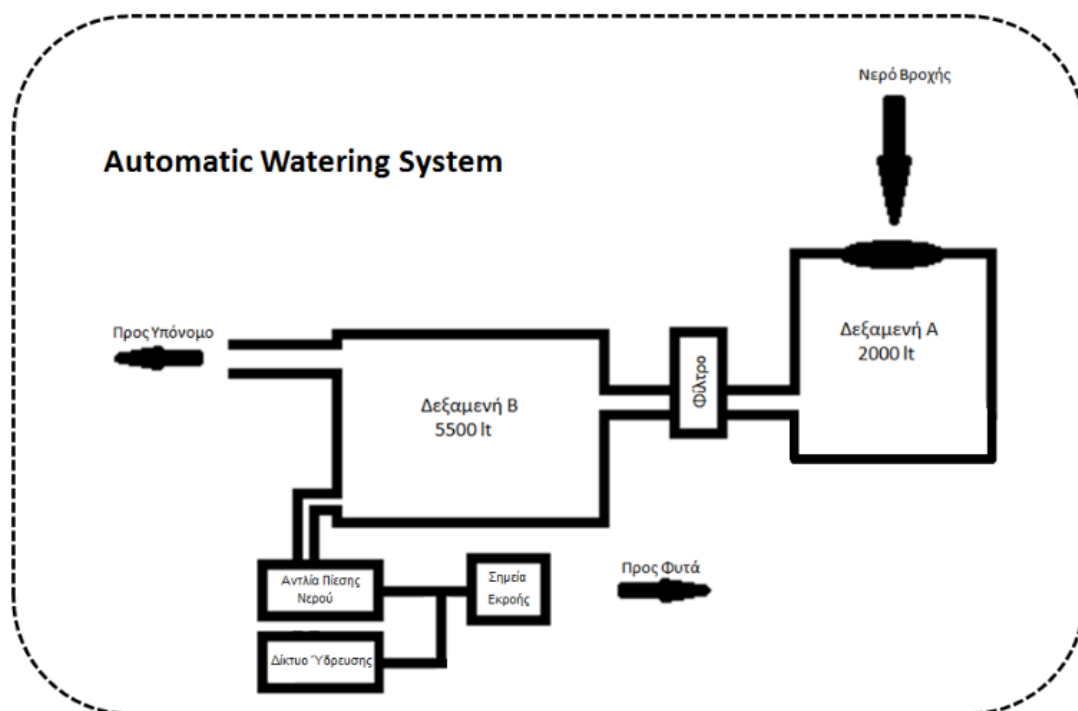 Νερό Βροχής
Automatic Watering System
Δεξαμενή Α
2000 lt
Προς Υπόνομο
Φίλτρο
Δεξαμενή Β
5500 lt
Αντλία Πίεσης
Νερού
Σημεία
Εκροής
Προς Φυτά
Δίκτυο Ύδρευσης